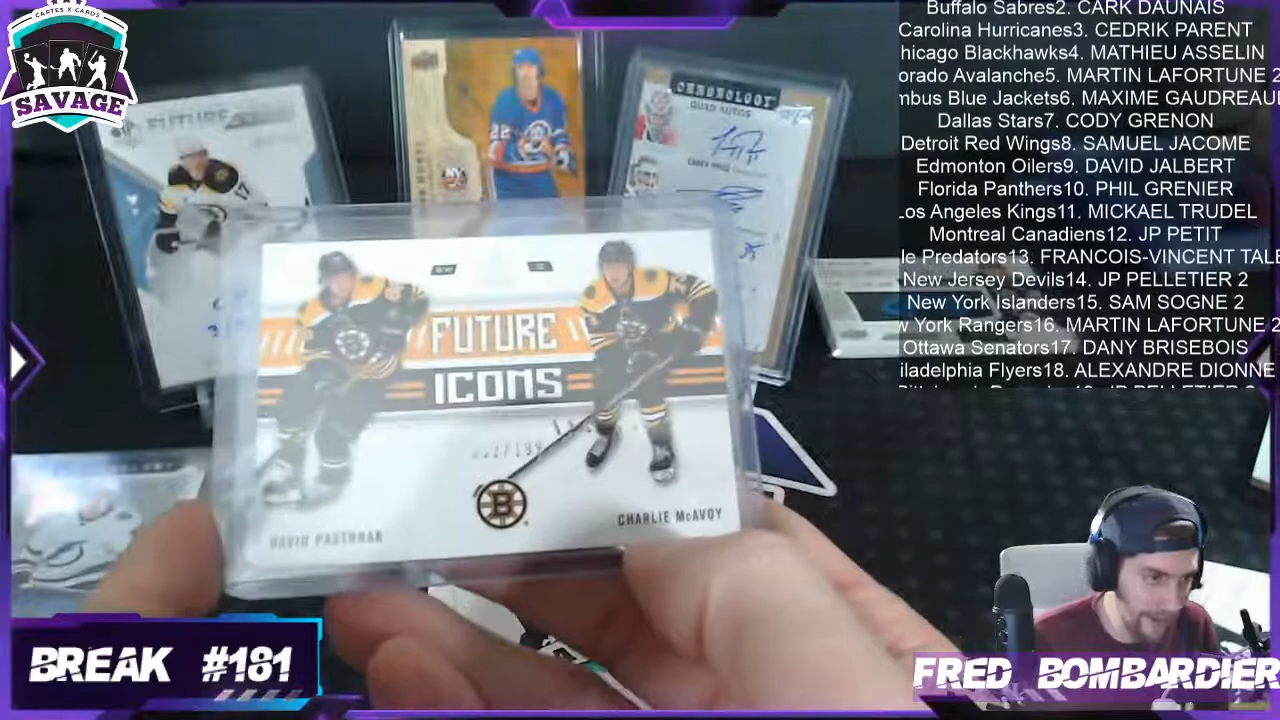 CARTES X CARDS
SAVAGE
Buffalo Sabres2. CARK DAUNAIS
Carolina Hurricanes3. CEDRIK PARENT
hicago Blackhawks4. MATHIEU ASSELIN
orado Avalanche5. MARTIN LAFORTUNE 2
mbus Blue Jackets6. MAXIME GAUDREAU
Dallas Stars7. CODY GRENON
Detroit Red Wings8. SAMUEL JACOME
Edmonton Oilers9. DAVID JALBERT
Florida Panthers10. PHIL GRENIER
Los Angeles Kings11. MICKAEL TRUDEL
Montreal Canadiens12. JP PETIT
le Predators13. FRANCOIS-VINCENT TALB
New Jersey Devils14. JP PELLETIER 2
New York Islanders15. SAM SOGNE 2
w York Rangers16. MARTIN LAFORTUNE 2
Ottawa Senators17. DANY BRISEBOIS
iladelphia Flyers18. ALEXANDRE DIONNE
FUTURE
CHRONOLOGY
QUAD AUTOS
FUTURE
ICONS
B
DAVID PASTRNAK
CHARLIE McAVOY
BREAK #181
FRED BOMBARDIER